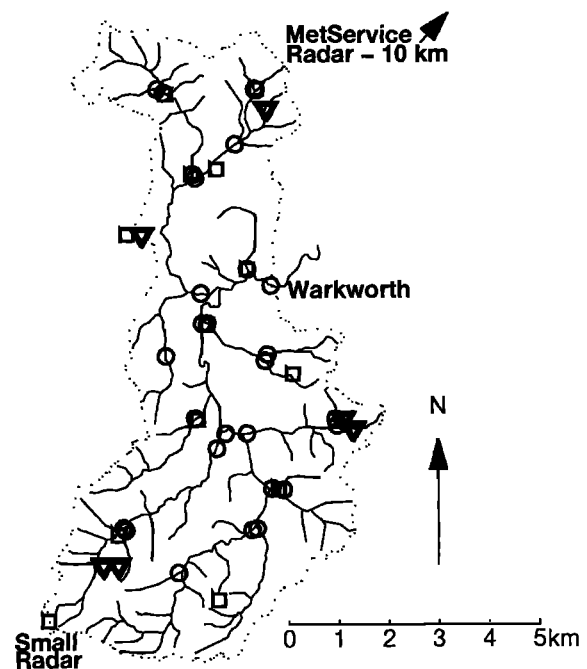 MetService
Radar – 10 km
Warkworth
N
Small
Radar
0 1 2 3 4 5km